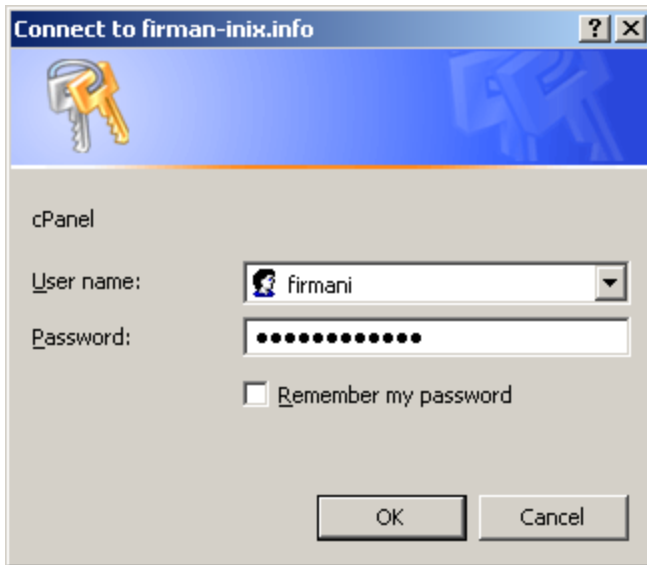 Connect to firman-inix.info
cPanel
User name: firmani
Password: ••••••••••••
Remember my password
OK Cancel